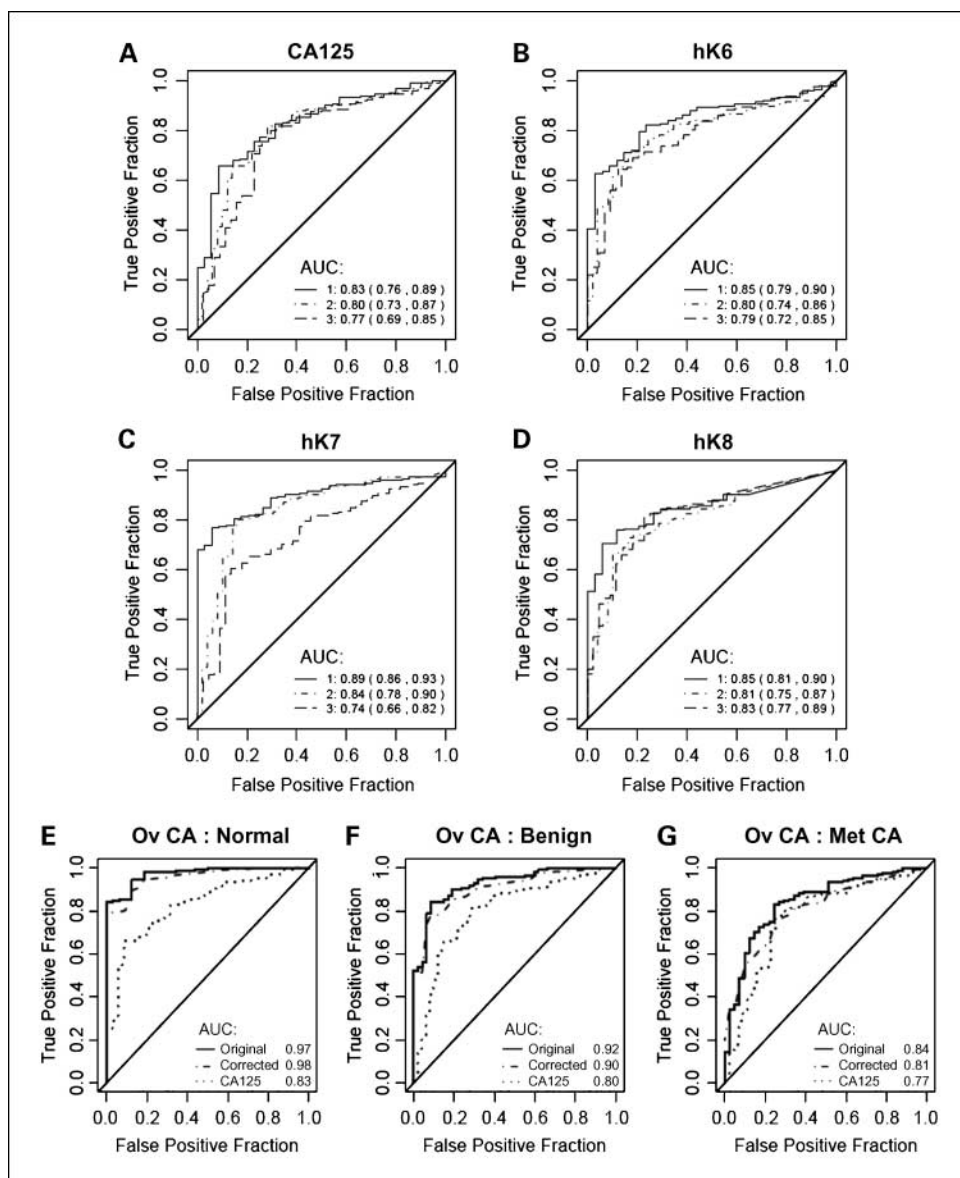 A CA125
True Positive Fraction
0.0 0.2 0.4 0.6 0.8 1.0
AUC:
1: 0.83 ( 0.76 , 0.89 )
2: 0.80 ( 0.73 , 0.87 )
3: 0.77 ( 0.69 , 0.85 )
0.0 0.2 0.4 0.6 0.8 1.0
False Positive Fraction
B hK6
True Positive Fraction
0.0 0.2 0.4 0.6 0.8 1.0
AUC:
1: 0.85 ( 0.79 , 0.90 )
2: 0.80 ( 0.74 , 0.86 )
3: 0.79 ( 0.72 , 0.85 )
0.0 0.2 0.4 0.6 0.8 1.0
False Positive Fraction
C hK7
True Positive Fraction
0.0 0.2 0.4 0.6 0.8 1.0
AUC:
1: 0.89 ( 0.86 , 0.93 )
2: 0.84 ( 0.78 , 0.90 )
3: 0.74 ( 0.66 , 0.82 )
0.0 0.2 0.4 0.6 0.8 1.0
False Positive Fraction
D hK8
True Positive Fraction
0.0 0.2 0.4 0.6 0.8 1.0
AUC:
1: 0.85 ( 0.81 , 0.90 )
2: 0.81 ( 0.75 , 0.87 )
3: 0.83 ( 0.77 , 0.89 )
0.0 0.2 0.4 0.6 0.8 1.0
False Positive Fraction
E Ov CA : Normal
True Positive Fraction
0.0 0.2 0.4 0.6 0.8 1.0
AUC:
Original 0.97
Corrected 0.98
CA125 0.83
0.0 0.2 0.4 0.6 0.8 1.0
False Positive Fraction
F Ov CA : Benign
True Positive Fraction
0.0 0.2 0.4 0.6 0.8
AUC:
Original 0.92
Corrected 0.90
CA125 0.80
0.0 0.2 0.4 0.6 0.8 1.0
False Positive Fraction
G Ov CA : Met CA
True Positive Fraction
0.0 0.2 0.4 0.6 0.8 1.0
AUC:
Original 0.84
Corrected 0.81
CA125 0.77
0.0 0.2 0.4 0.6 0.8 1.0
False Positive Fraction